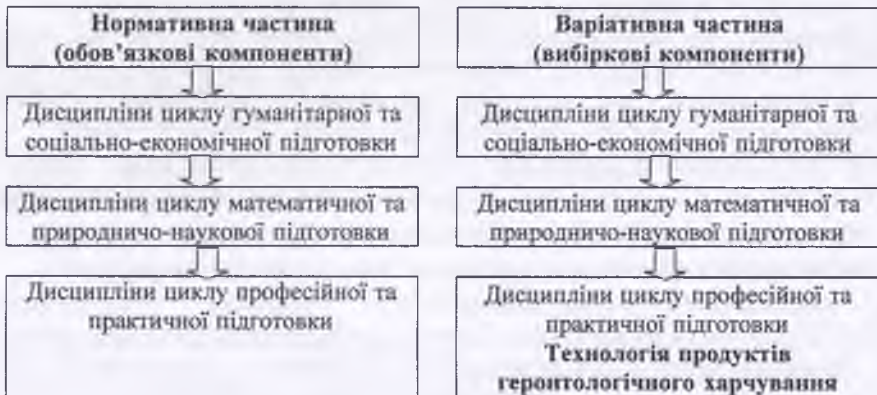 Нормативна частина
(обов’язкові компоненти)
Дисципліни циклу гуманітарної та
соціально-економічної підготовки
Дисципліни циклу математичної та
природничо-наукової підготовки
Дисципліни циклу професійної та
практичної підготовки
Варіативна частина
(вибіркові компоненти)
Дисципліни циклу гуманітарної та
соціально-економічної підготовки
Дисципліни циклу математичної та
природничо-наукової підготовки
Дисципліни циклу професійної та
практичної підготовки
Технологія продуктів
геронтологічного харчування